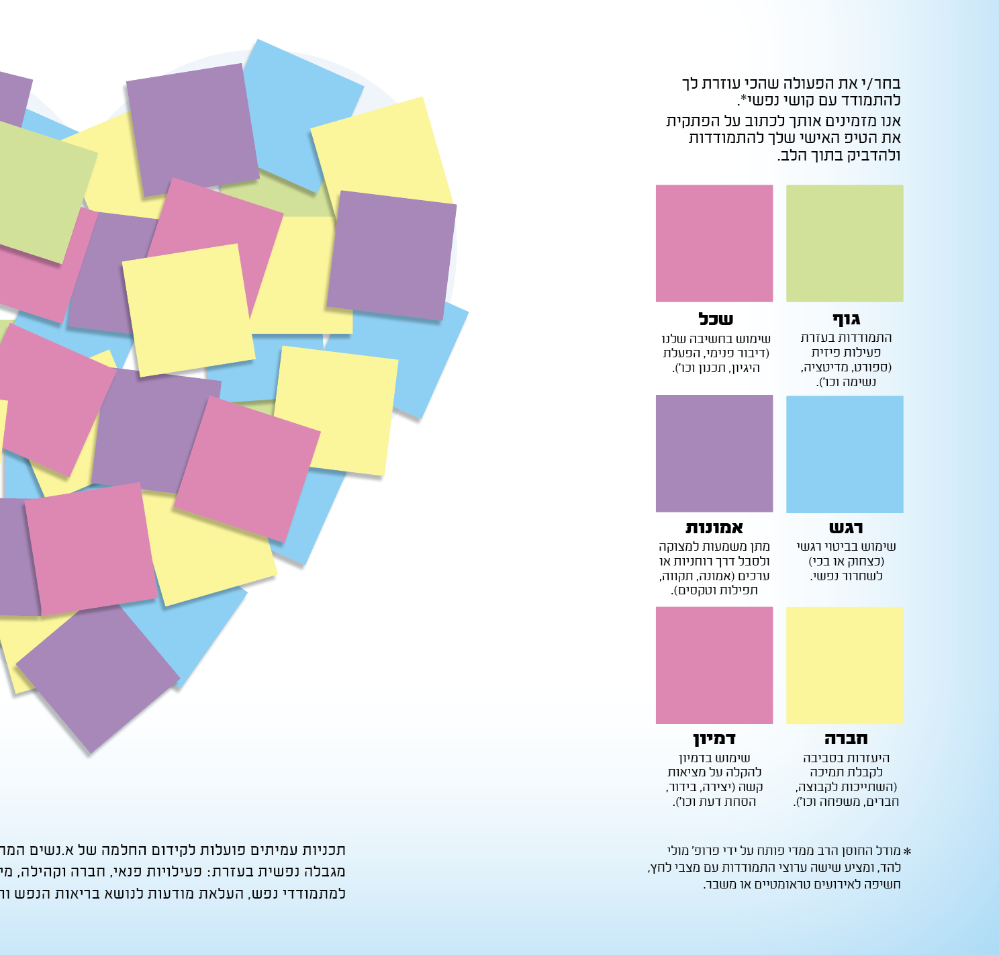 בחר/י את הפעולה שהכי עוזרת לך
להתמודד עם קושי נפשי*.
אנו מזמינים אותך לכתוב על הפתקית
את הטיפ האישי שלך להתמודדות
ולהדביק בתוך הלב.
גוף
התמודדות בעזרת
פעילות פיזית
(ספורט, מדיטציה,
נשימה וכו').
שכל
שימוש בחשיבה שלנו
(דיבור פנימי, הפעלת
היגיון, תכנון וכו').
רגש
שימוש בביטוי רגשי
(כצחוק או בכי)
לשחרור נפשי.
אמונות
מתן משמעות למצוקה
ולסבל דרך רוחניות או
ערכים (אמונה, תקווה,
תפילות וטקסים).
חברה
היעזרות בסביבה
לקבלת תמיכה
(השתייכות לקבוצה,
חברים, משפחה וכו').
דמיון
שימוש בדמיון
להקלה על מציאות
קשה (יצירה, בידור,
הסחת דעת וכו').
* מודל החוסן הרב ממדי פותח על ידי פרופ' מולי
להד, ומציע שישה ערוצי התמודדות עם מצבי לחץ,
חשיפה לאירועים טראומטיים או משבר.
תכניות עמיתים פועלות לקידום החלמה של א.נשים
מגבלה נפשית בעזרת: פעילויות פנאי, חברה וקהילה,
למתמודדי נפש, העלאת מודעות לנושא בריאות הנפש